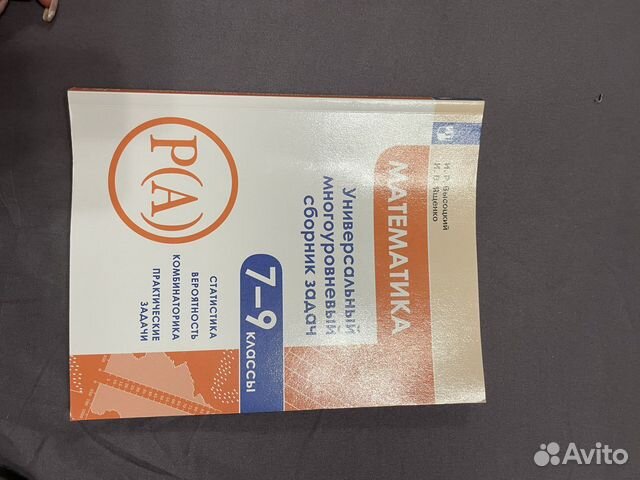 И. Р. Высоцкий
И. В. Ященко
МАТЕМАТИКА
Универсальный
многоуровневый
сборник задач
7–9 классы
P(A)
СТАТИСТИКА
ВЕРОЯТНОСТЬ
КОМБИНАТОРИКА
ПРАКТИЧЕСКИЕ
ЗАДАЧИ
Avito